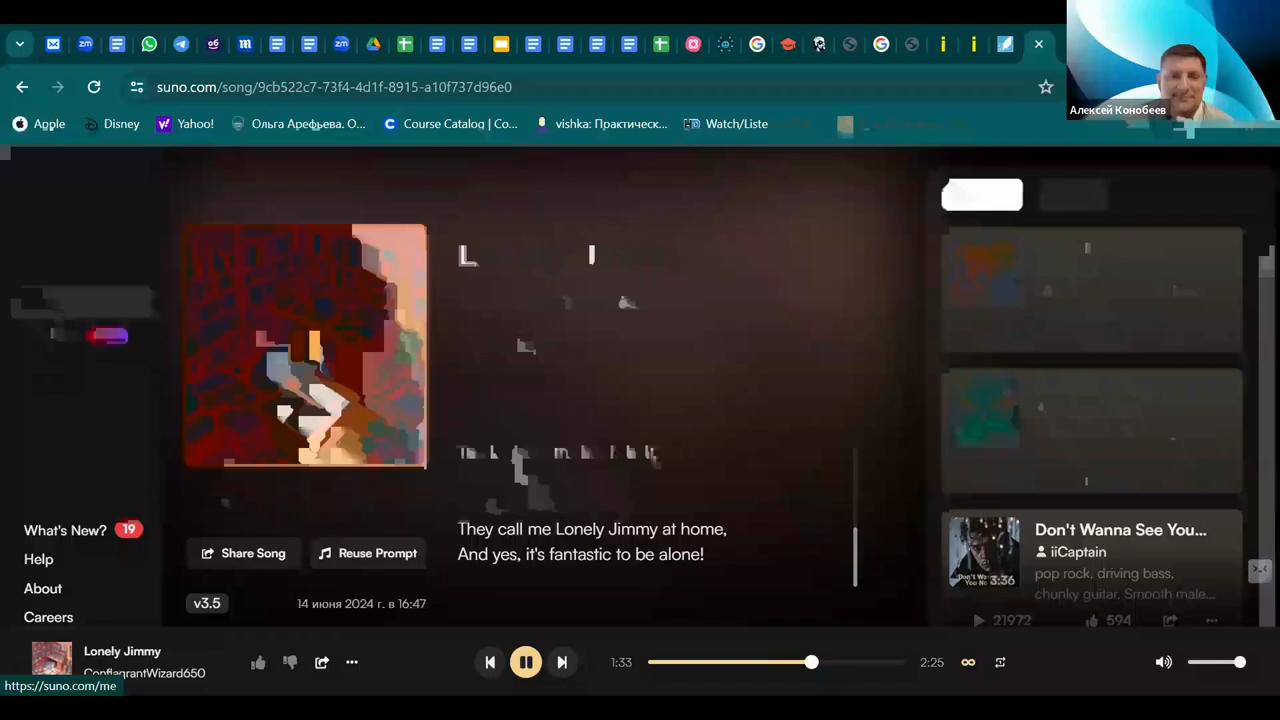 Алексей Конобеев
suno.com/song/9cb522c7-73f4-4d1f-8915-a10f737d96e0
Apple
Disney
Yahoo!
Ольга Арефьева. О...
Course Catalog | Co...
vishka: Практическ...
Watch/Liste
They call me Lonely Jimmy at home,
And yes, it's fantastic to be alone!
What's New? 19
Help
About
Careers
Share Song
Reuse Prompt
v3.5
14 июня 2024 г. в 16:47
Don't Wanna See You...
iiCaptain
pop rock, driving bass,
chunky guitar, Smooth male...
3:36
21972
594
Lonely Jimmy
ConflagrantWizard650
1:33
2:25
https://suno.com/me